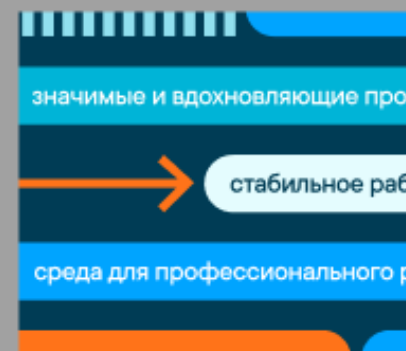 значимые и вдохновляющие про
стабильное раб
среда для профессионального р